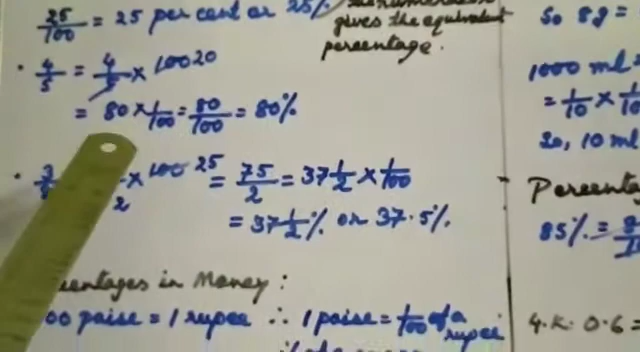 25/100 = 25 per cent or 25%
gives the equivalent
percentage.
4/5 = 4/5 × 100 20
= 80 × 1/100 = 80/100 = 80%
× 100 25 = 75/2 = 37 1/2 × 1/100
2
= 37 1/2 % or 37.5%
in Money :
00 paise = 1 rupee ∴ 1 paise = 1/100 of a
rupee
So 8g =
1000 ml =
= 1/10 ×
20, 10 ml
85% =
4. K. 0.6 =